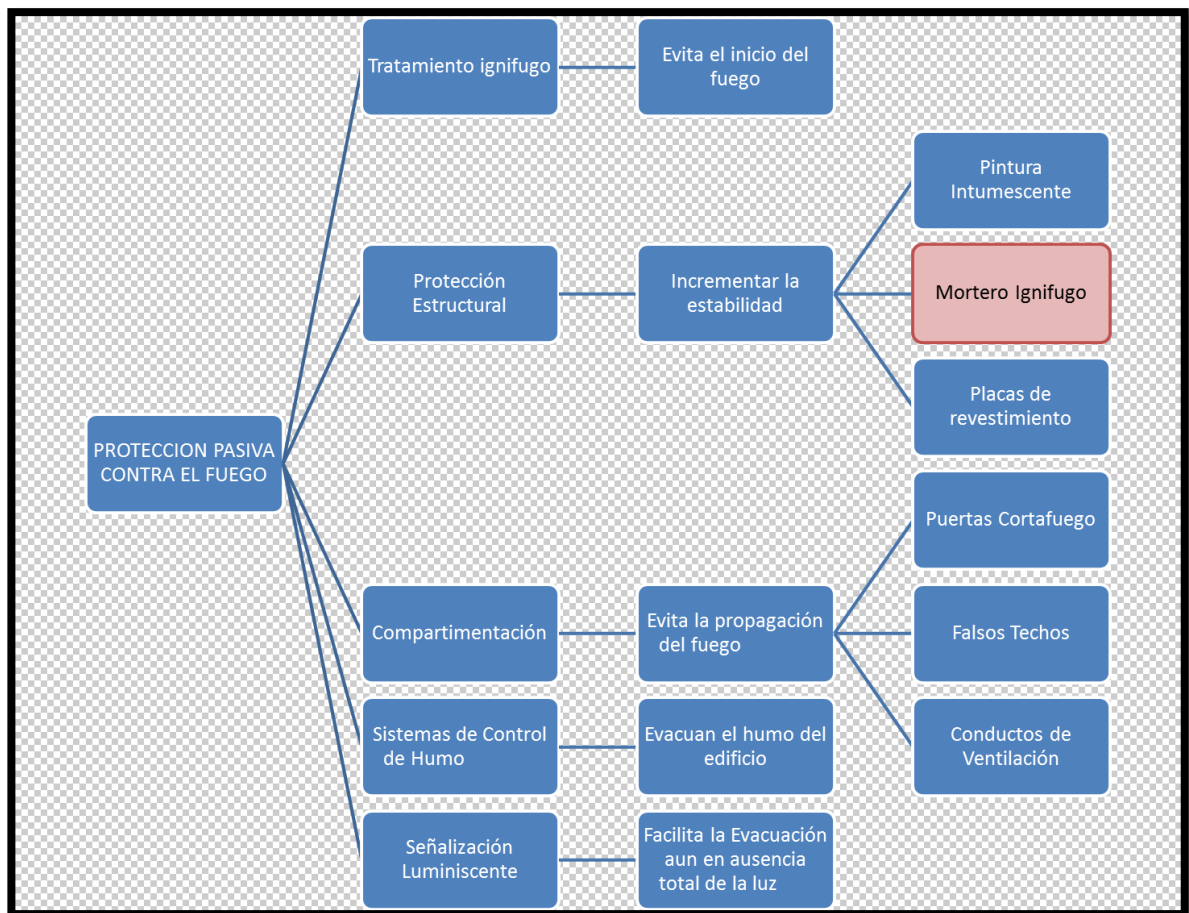 PROTECCION PASIVA
CONTRA EL FUEGO
Tratamiento ignifugo
Evita el inicio del
fuego
Protección
Estructural
Incrementar la
estabilidad
Pintura
Intumescente
Mortero Ignifugo
Placas de
revestimiento
Compartimentación
Evita la propagación
del fuego
Puertas Cortafuego
Falsos Techos
Conductos de
Ventilación
Sistemas de Control
de Humo
Evacuan el humo del
edificio
Señalización
Luminiscente
Facilita la Evacuación
aun en ausencia
total de la luz